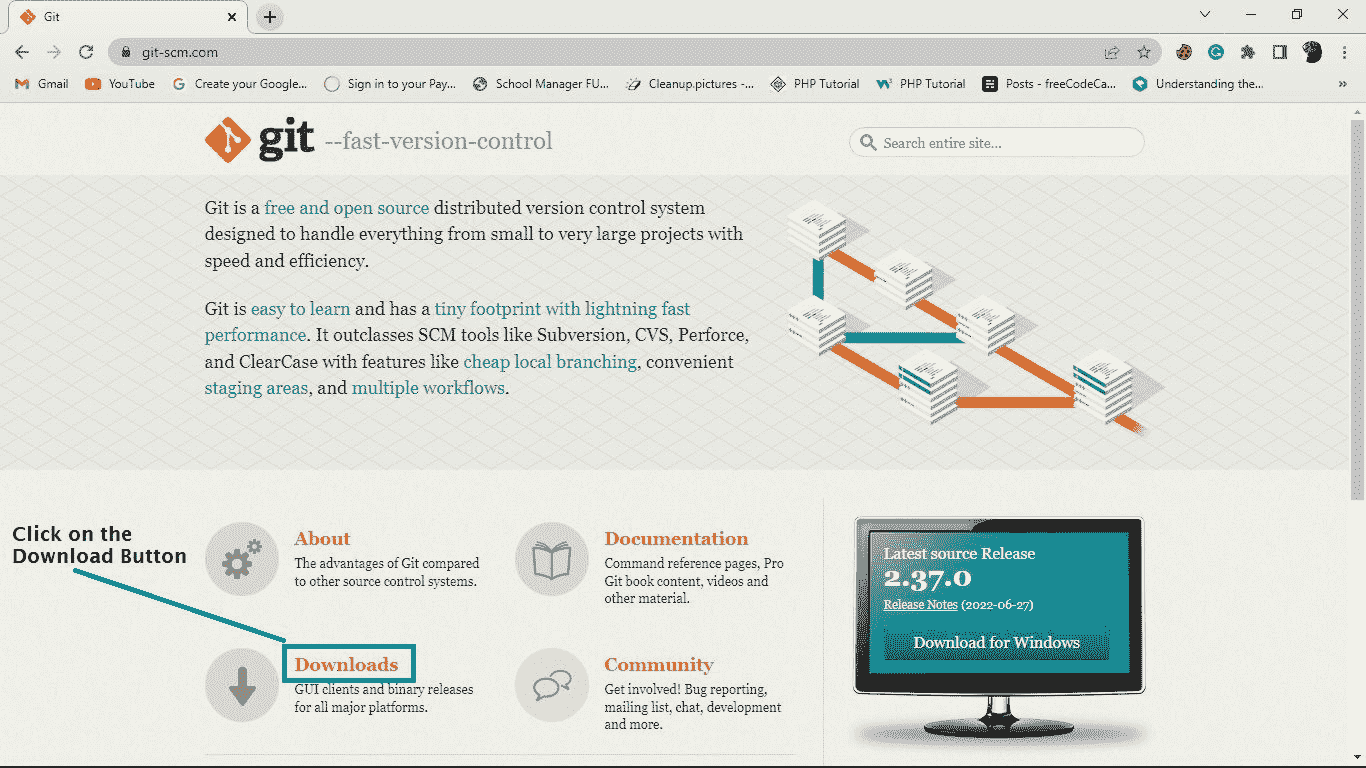 Git
git-scm.com
Gmail YouTube Create your Google... Sign in to your Pay... School Manager FU... Cleanup.pictures -... PHP Tutorial PHP Tutorial Posts - freeCodeCa... Understanding the... »
git --fast-version-control
Search entire site...
Git is a free and open source distributed version control system
designed to handle everything from small to very large projects with
speed and efficiency.
Git is easy to learn and has a tiny footprint with lightning fast
performance. It outclasses SCM tools like Subversion, CVS, Perforce,
and ClearCase with features like cheap local branching, convenient
staging areas, and multiple workflows.
Click on the
Download Button
About
The advantages of Git compared
to other source control systems.
Documentation
Command reference pages, Pro
Git book content, videos and
other material.
Downloads
GUI clients and binary releases
for all major platforms.
Community
Get involved! Bug reporting,
mailing list, chat, development
and more.
Latest source Release
2.37.0
Release Notes (2022-06-27)
Download for Windows